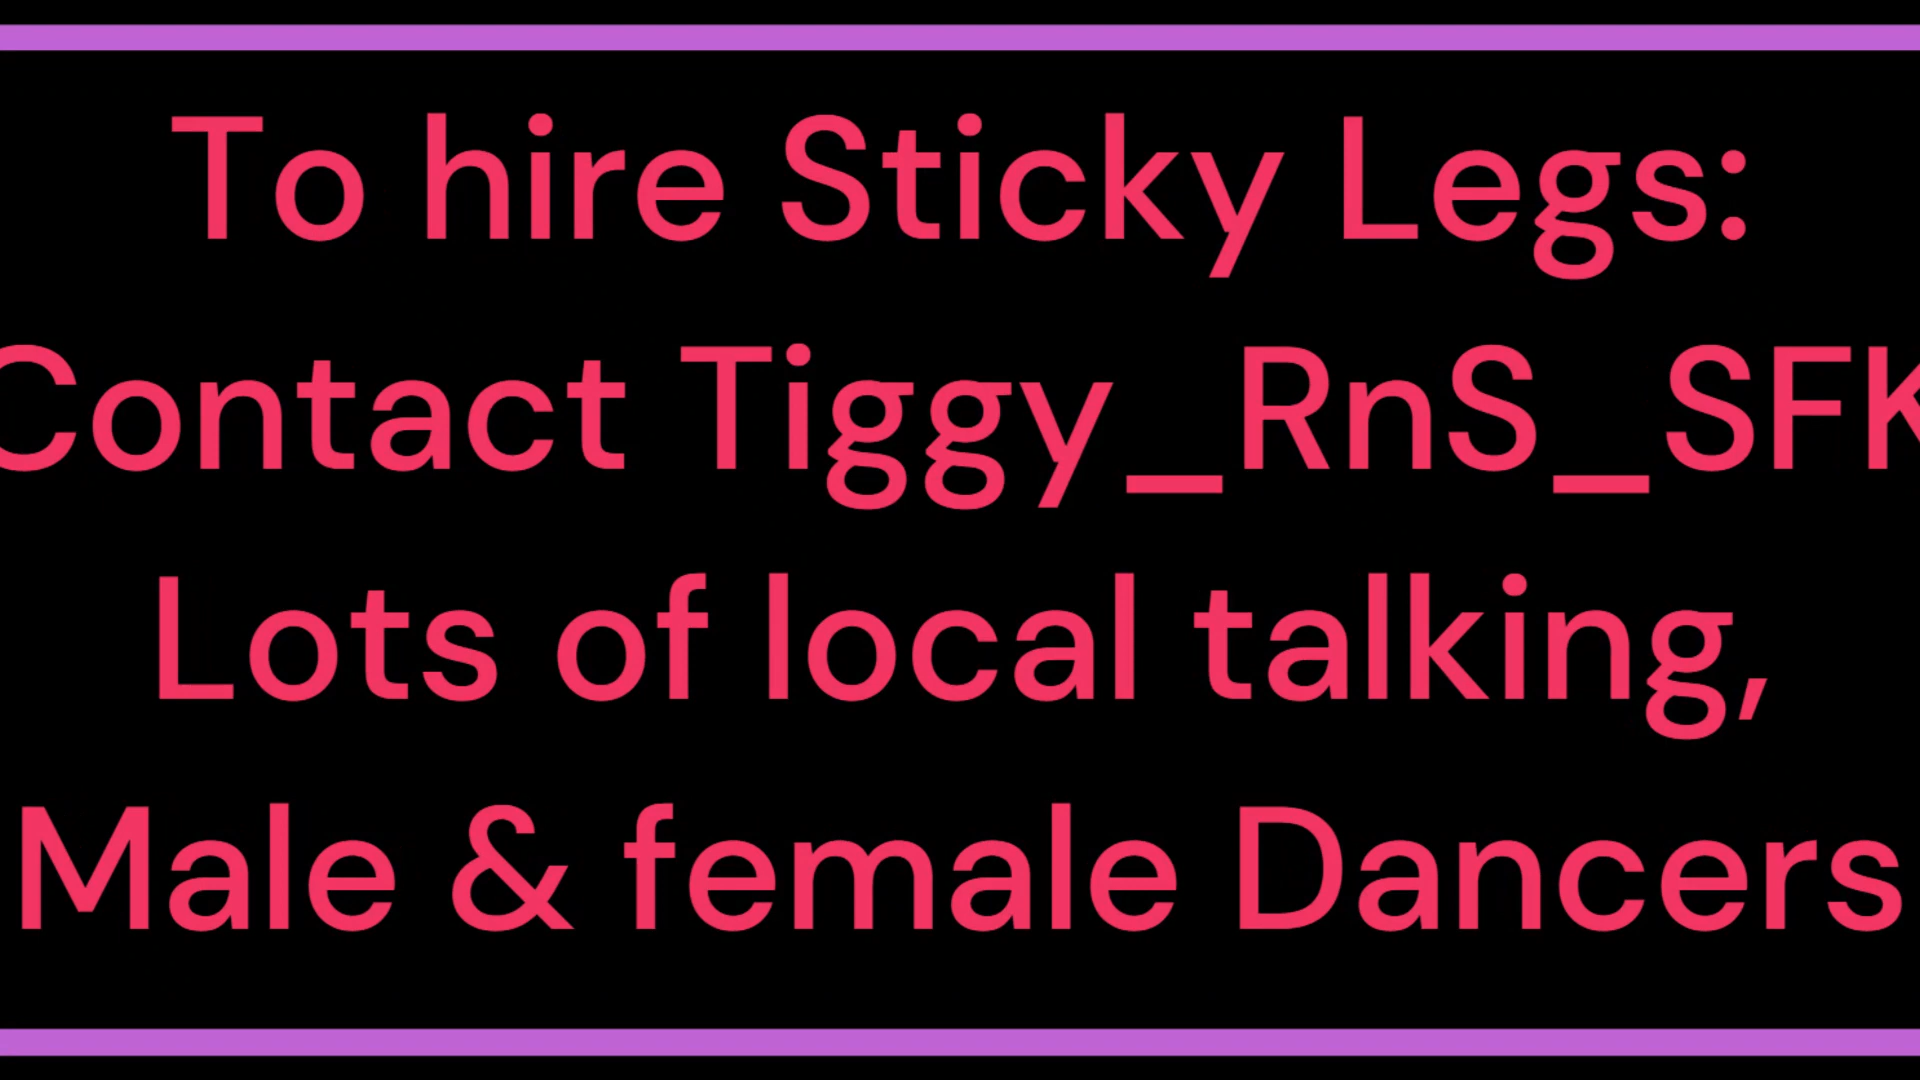 To hire Sticky Legs:
Contact Tiggy_RnS_SFK
Lots of local talking,
Male & female Dancers